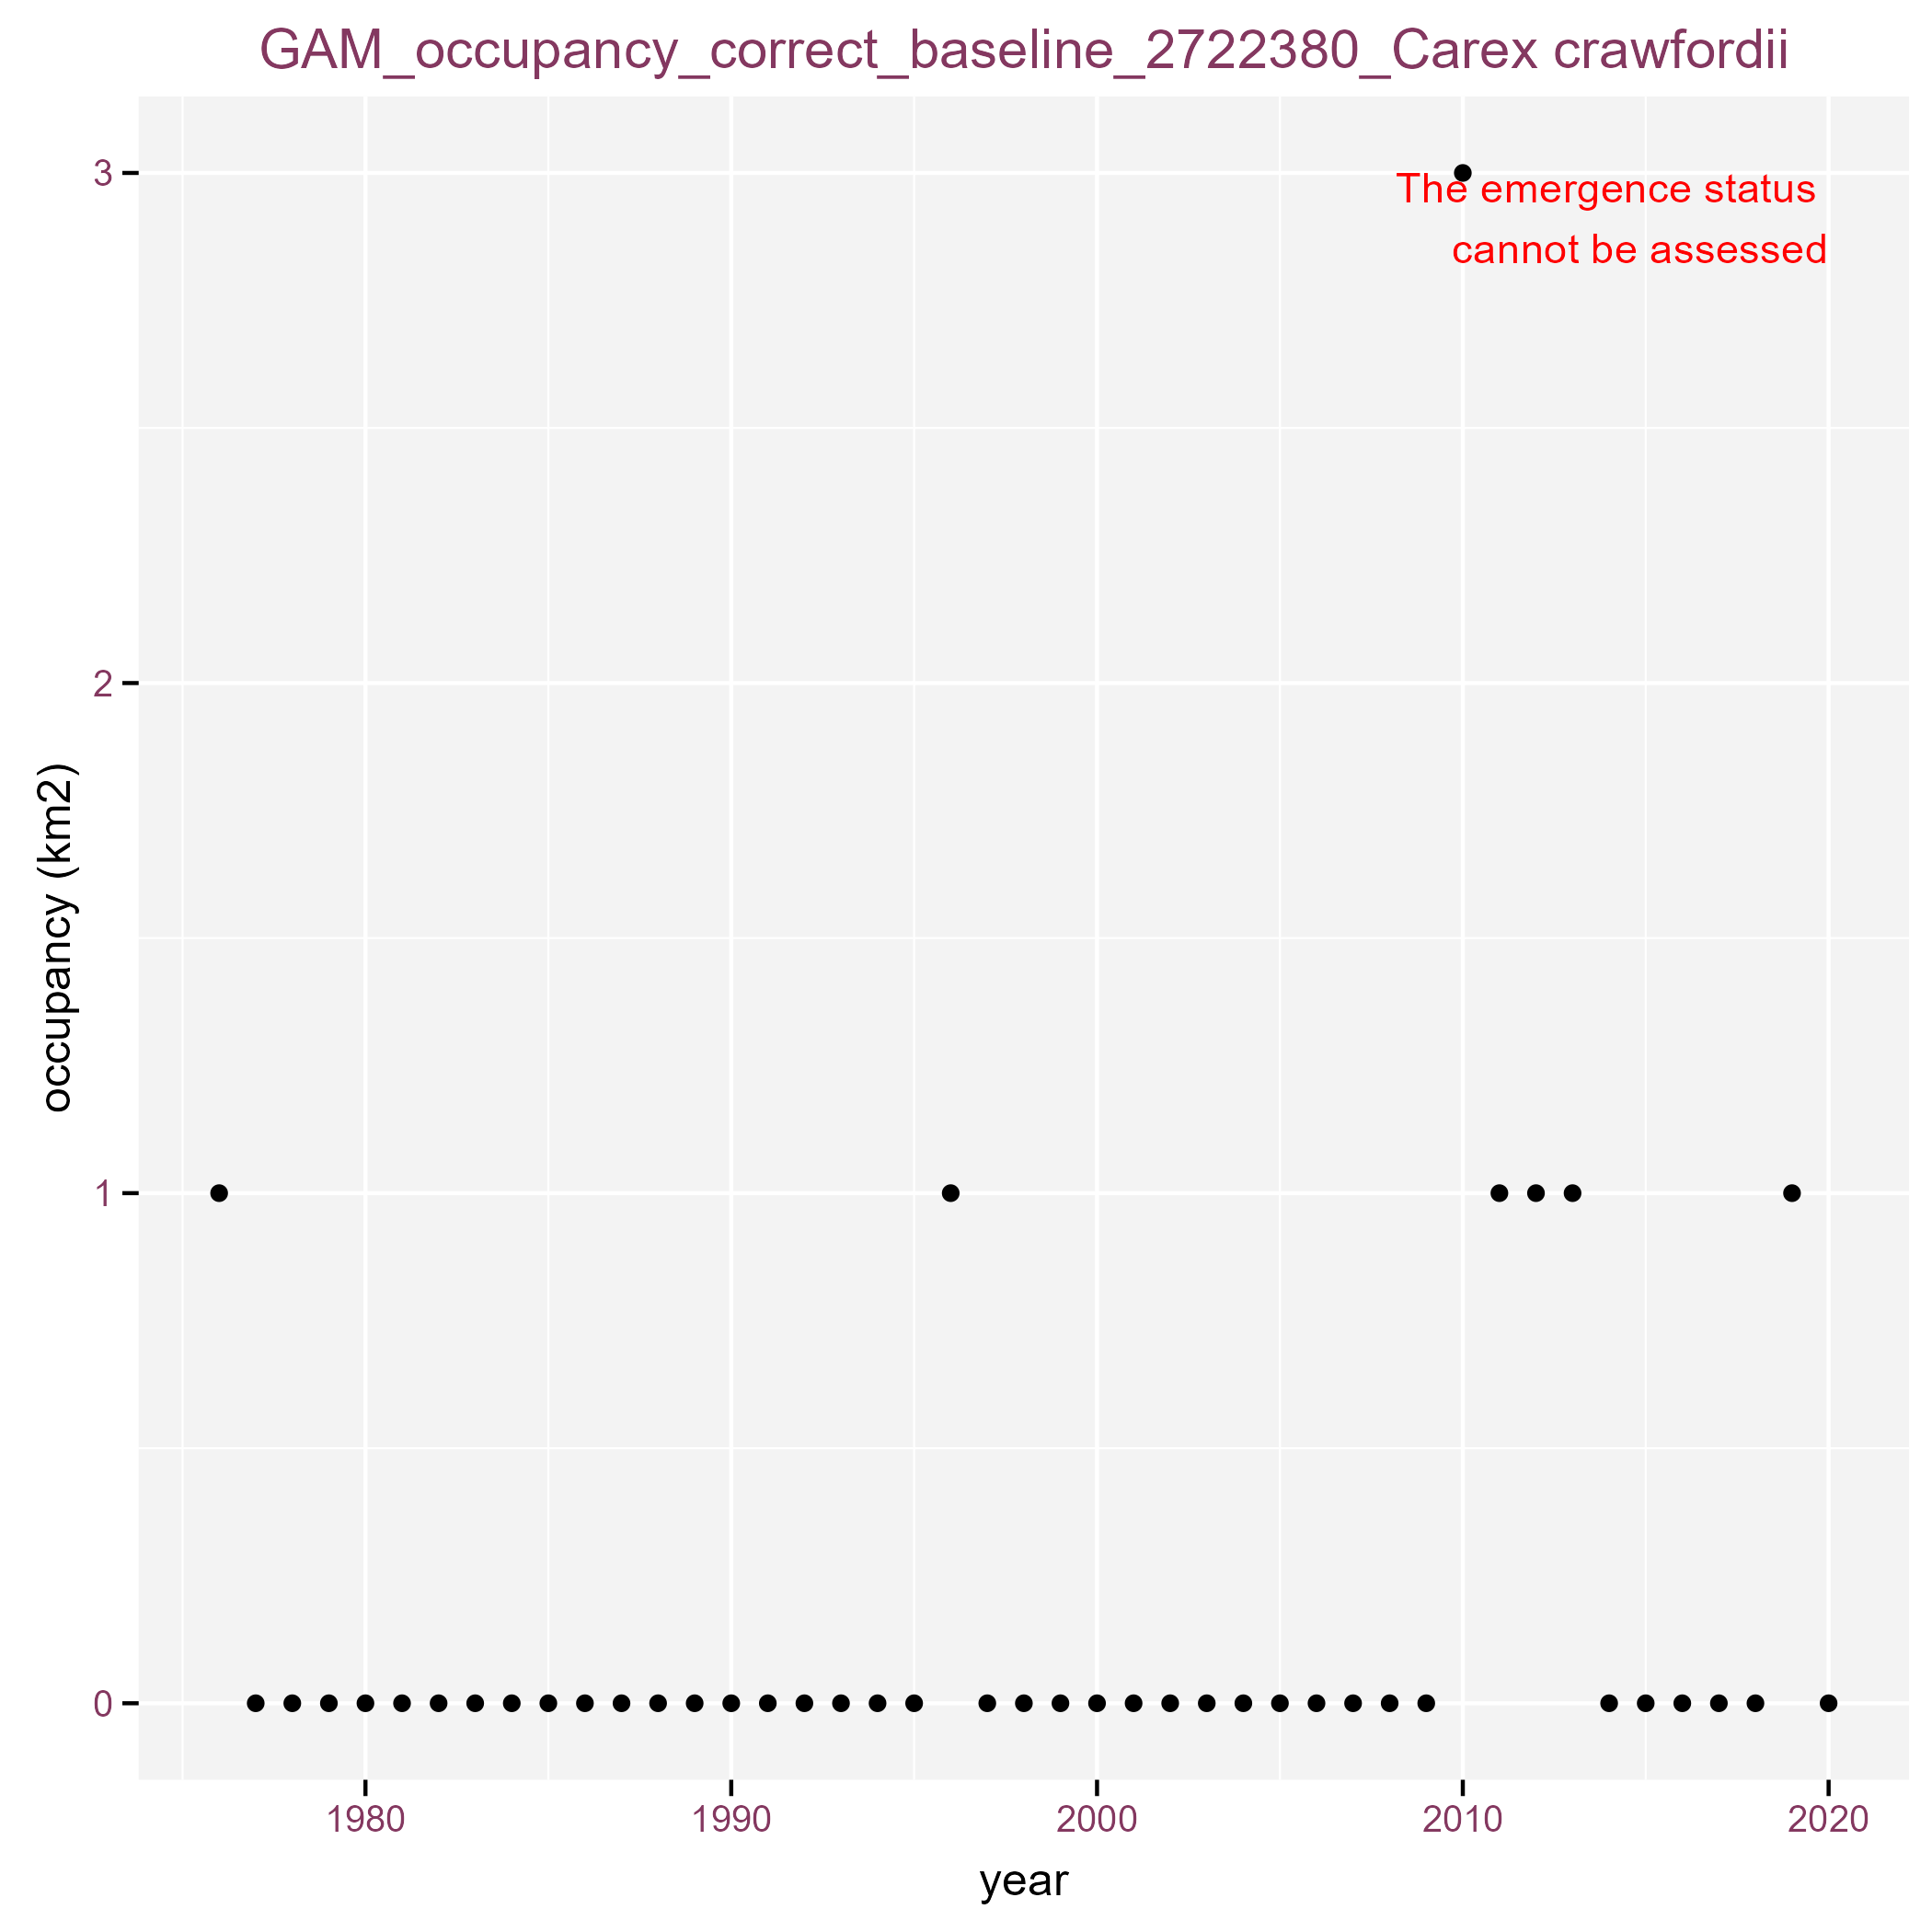 GAM_occupancy_correct_baseline_2722380_Carex crawfordii
3
The emergence status
cannot be assessed
2
occupancy (km2)
1
0
1980 1990 2000 2010 2020
year